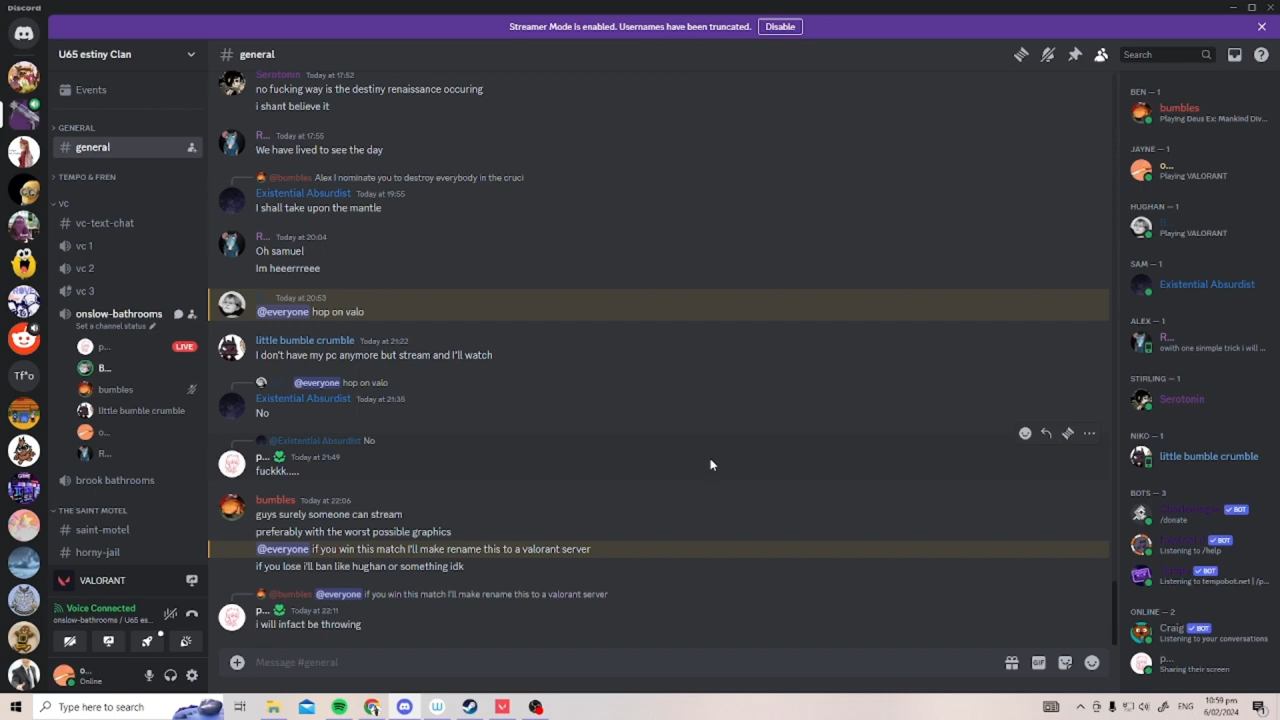 Discord
Streamer Mode is enabled. Usernames have been truncated.
Disable
U65 estiny Clan
Events
GENERAL
# general
TEMPO & FREN
VC
# vc-text-chat
vc 1
vc 2
vc 3
onslow-bathrooms
Set a channel status
p...
LIVE
B...
bumbles
little bumble crumble
o...
R...
brook bathrooms
THE SAINT MOTEL
# saint-motel
# horny-jail
VALORANT
Voice Connected
onslow-bathrooms / U65 es...
o...
Online
# general
Search
Serotonin Today at 17:52
no fucking way is the destiny renaissance occuring
i shant believe it
R... Today at 17:55
We have lived to see the day
@bumbles Alex I nominate you to destroy everybody in the cruci
Existential Absurdist Today at 19:55
I shall take upon the mantle
R... Today at 20:04
Oh samuel
Im heeerrreee
Today at 20:53
@everyone hop on valo
little bumble crumble Today at 21:22
I don't have my pc anymore but stream and I'll watch
@everyone hop on valo
Existential Absurdist Today at 21:38
No
@Existential Absurdist No
p... Today at 21:49
fuckkk.....
bumbles Today at 22:06
guys surely someone can stream
preferably with the worst possible graphics
@everyone if you win this match I'll make rename this to a valorant server
if you lose i'll ban like hughan or something idk
@bumbles @everyone if you win this match I'll make rename this to a valorant server
p... Today at 22:11
i will infact be throwing
Message #general
GIF
BEN — 1
bumbles
Playing Deus Ex: Mankind Div...
JAYNE — 1
o...
Playing VALORANT
HUGHAN — 1
Playing VALORANT
SAM — 1
Existential Absurdist
ALEX — 1
R...
owith one sinmple trick i will ...
STIRLING — 1
Serotonin
NIKO — 1
little bumble crumble
BOTS — 3
BOT
/donate
BOT
Listening to /help
BOT
Listening to tempobot.net | /p...
ONLINE — 2
Craig BOT
Listening to your conversations
p...
Sharing their screen
Type here to search
ENG
10:59 pm
6/02/2024